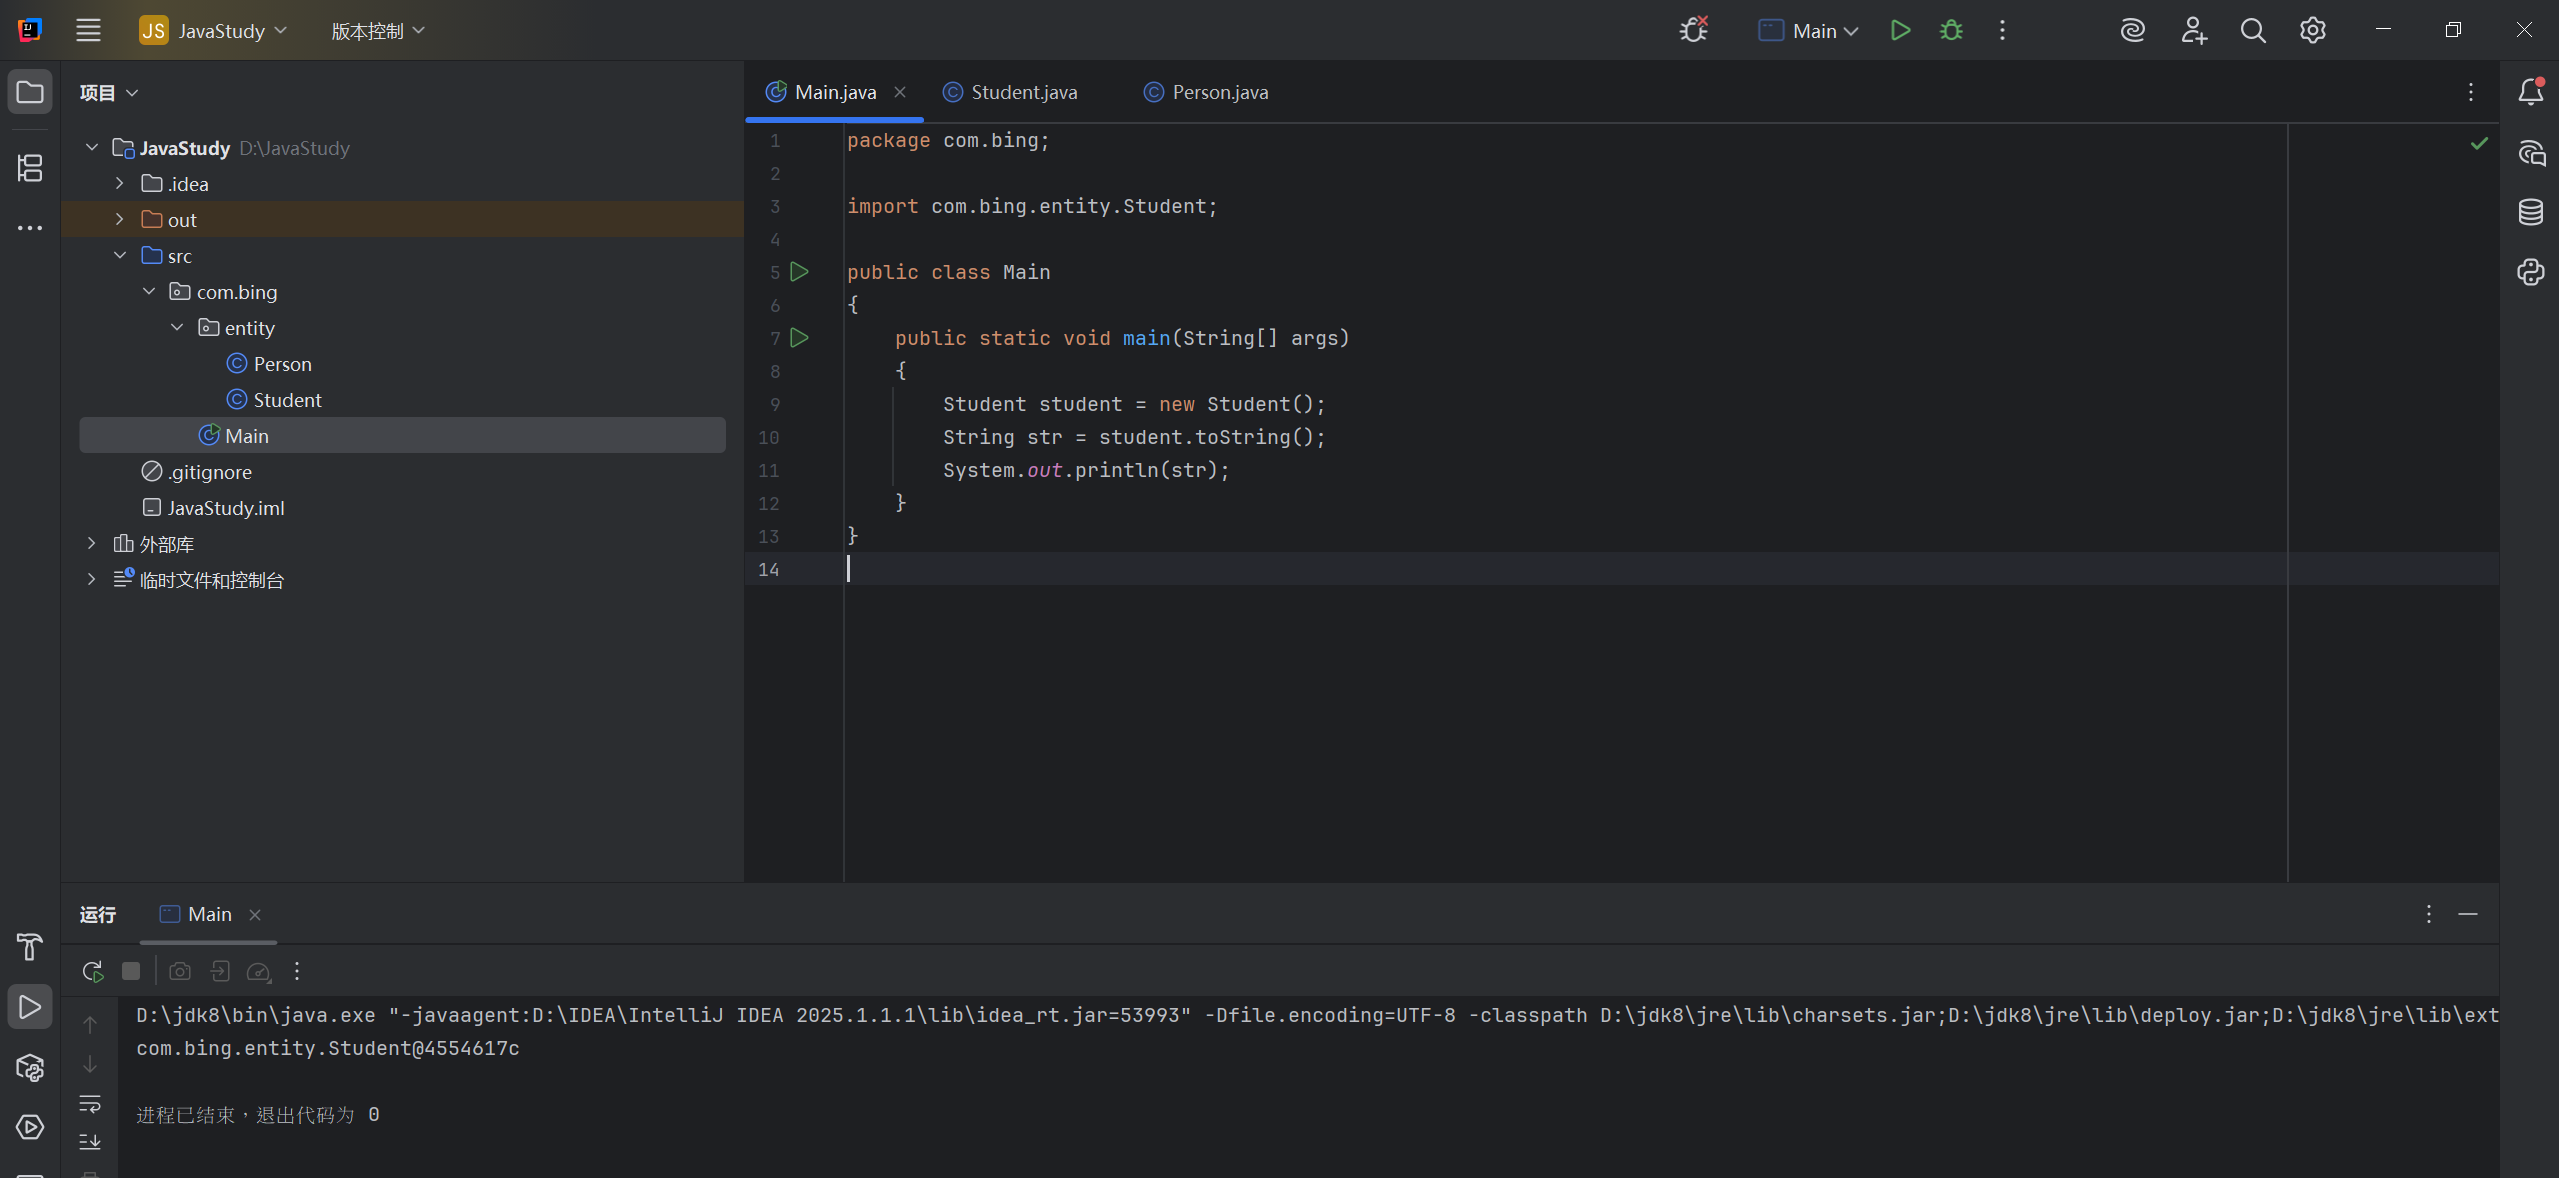 JS JavaStudy 版本控制 Main
项目
JavaStudy D:\JavaStudy
.idea
out
src
com.bing
entity
Person
Student
Main
.gitignore
JavaStudy.iml
外部库
临时文件和控制台
Main.java Student.java Person.java
1 package com.bing;
2
3 import com.bing.entity.Student;
4
5 public class Main
6 {
7 public static void main(String[] args)
8 {
9 Student student = new Student();
10 String str = student.toString();
11 System.out.println(str);
12 }
13 }
14
运行 Main
D:\jdk8\bin\java.exe "-javaagent:D:\IDEA\IntelliJ IDEA 2025.1.1.1\lib\idea_rt.jar=53993" -Dfile.encoding=UTF-8 -classpath D:\jdk8\jre\lib\charsets.jar;D:\jdk8\jre\lib\deploy.jar;D:\jdk8\jre\lib\ext
com.bing.entity.Student@4554617c
进程已结束，退出代码为 0